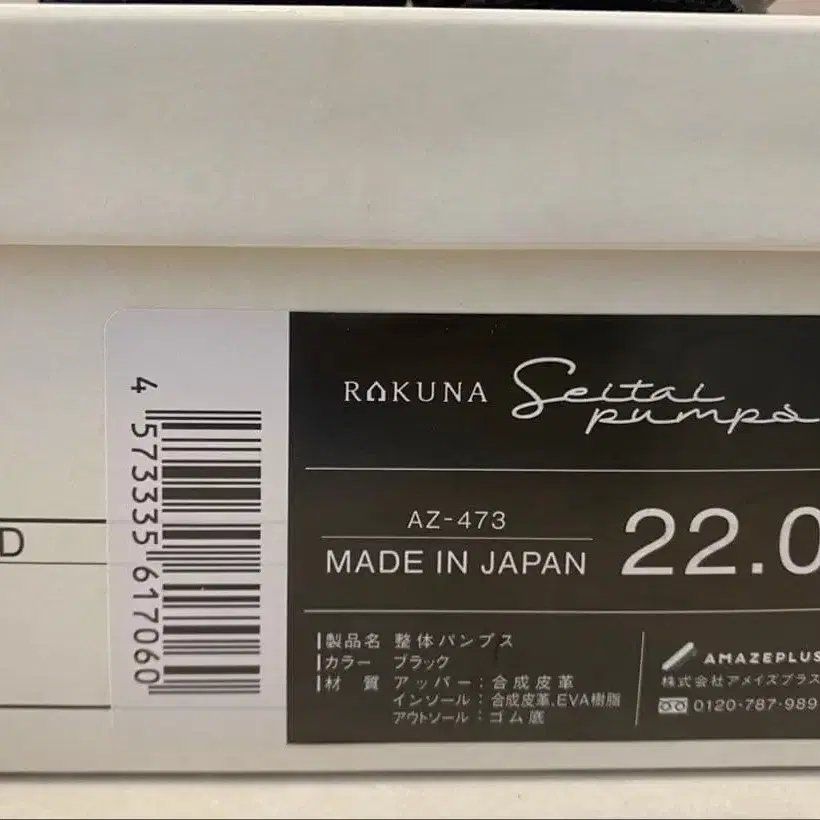 RAKUNA Seitai
pumps
AZ-473
MADE IN JAPAN
22.0
製品名 整体パンプス
カラー ブラック
材 質 アッパー:合成皮革
インソール:合成皮革.EVA樹脂
アウトソール:ゴム底
AMAZEPLUS
株式会社アメイズプラス
0120-787-989
4 573335 617060
D